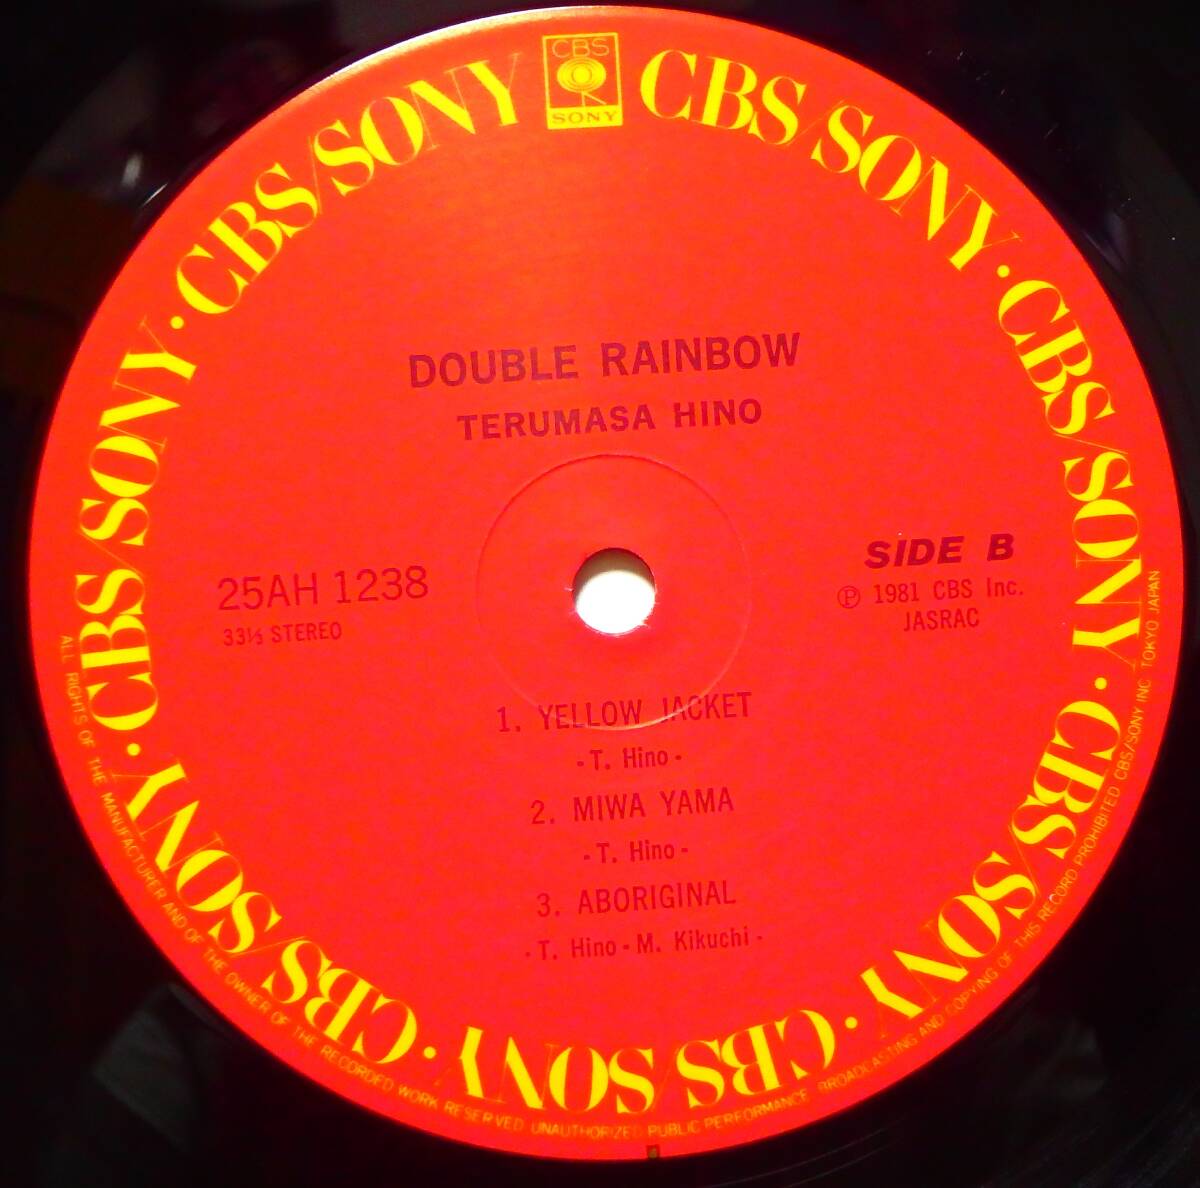 CBS
SONY
CBS/SONY · CBS/SONY · CBS/SONY · CBS/SONY · CBS/SONY · CBS/SONY · CBS/SONY
DOUBLE RAINBOW
TERUMASA HINO
25AH 1238
33⅓ STEREO
SIDE B
Ⓟ 1981 CBS Inc.
JASRAC
1. YELLOW JACKET
- T. Hino -
2. MIWA YAMA
- T. Hino -
3. ABORIGINAL
- T. Hino - M. Kikuchi -
ALL RIGHTS OF THE MANUFACTURER AND OF THE OWNER OF THE RECORDED WORK RESERVED UNAUTHORIZED PUBLIC PERFORMANCE BROADCASTING AND COPYING OF THIS RECORD PROHIBITED CBS/SONY INC TOKYO JAPAN